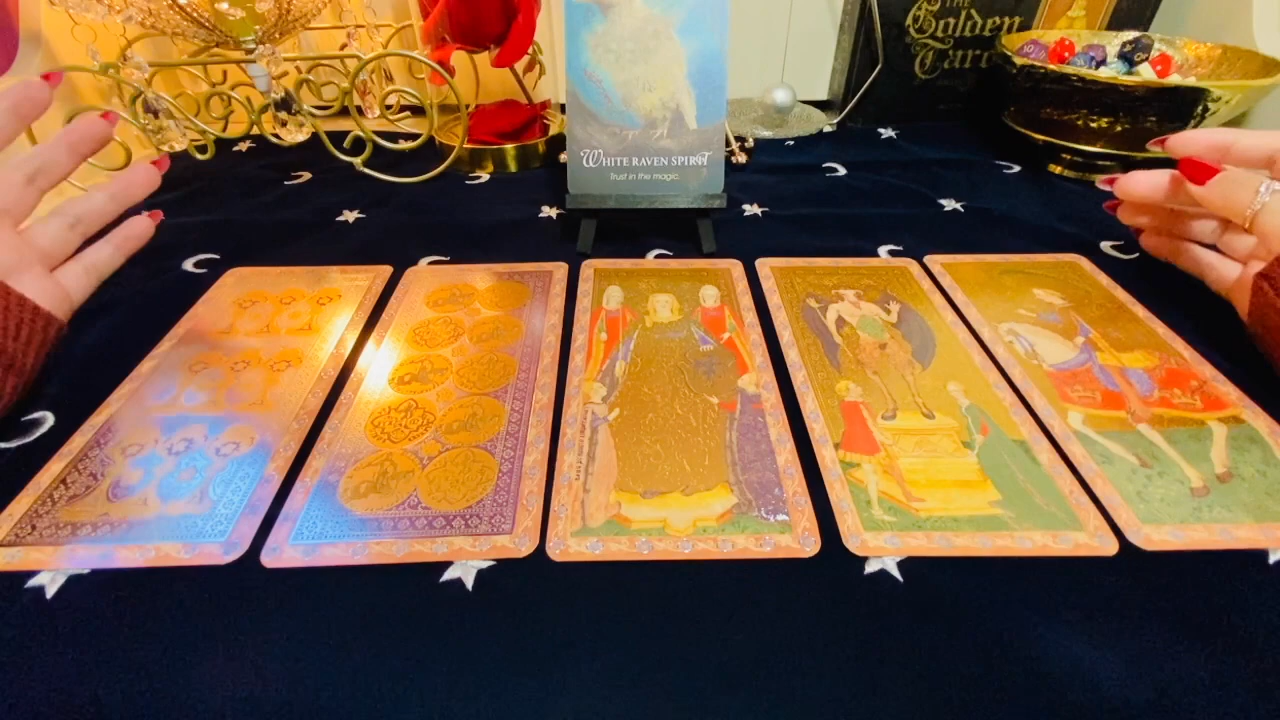 THE
Golden
Tarot
WHITE RAVEN SPIRIT
Trust in the magic.